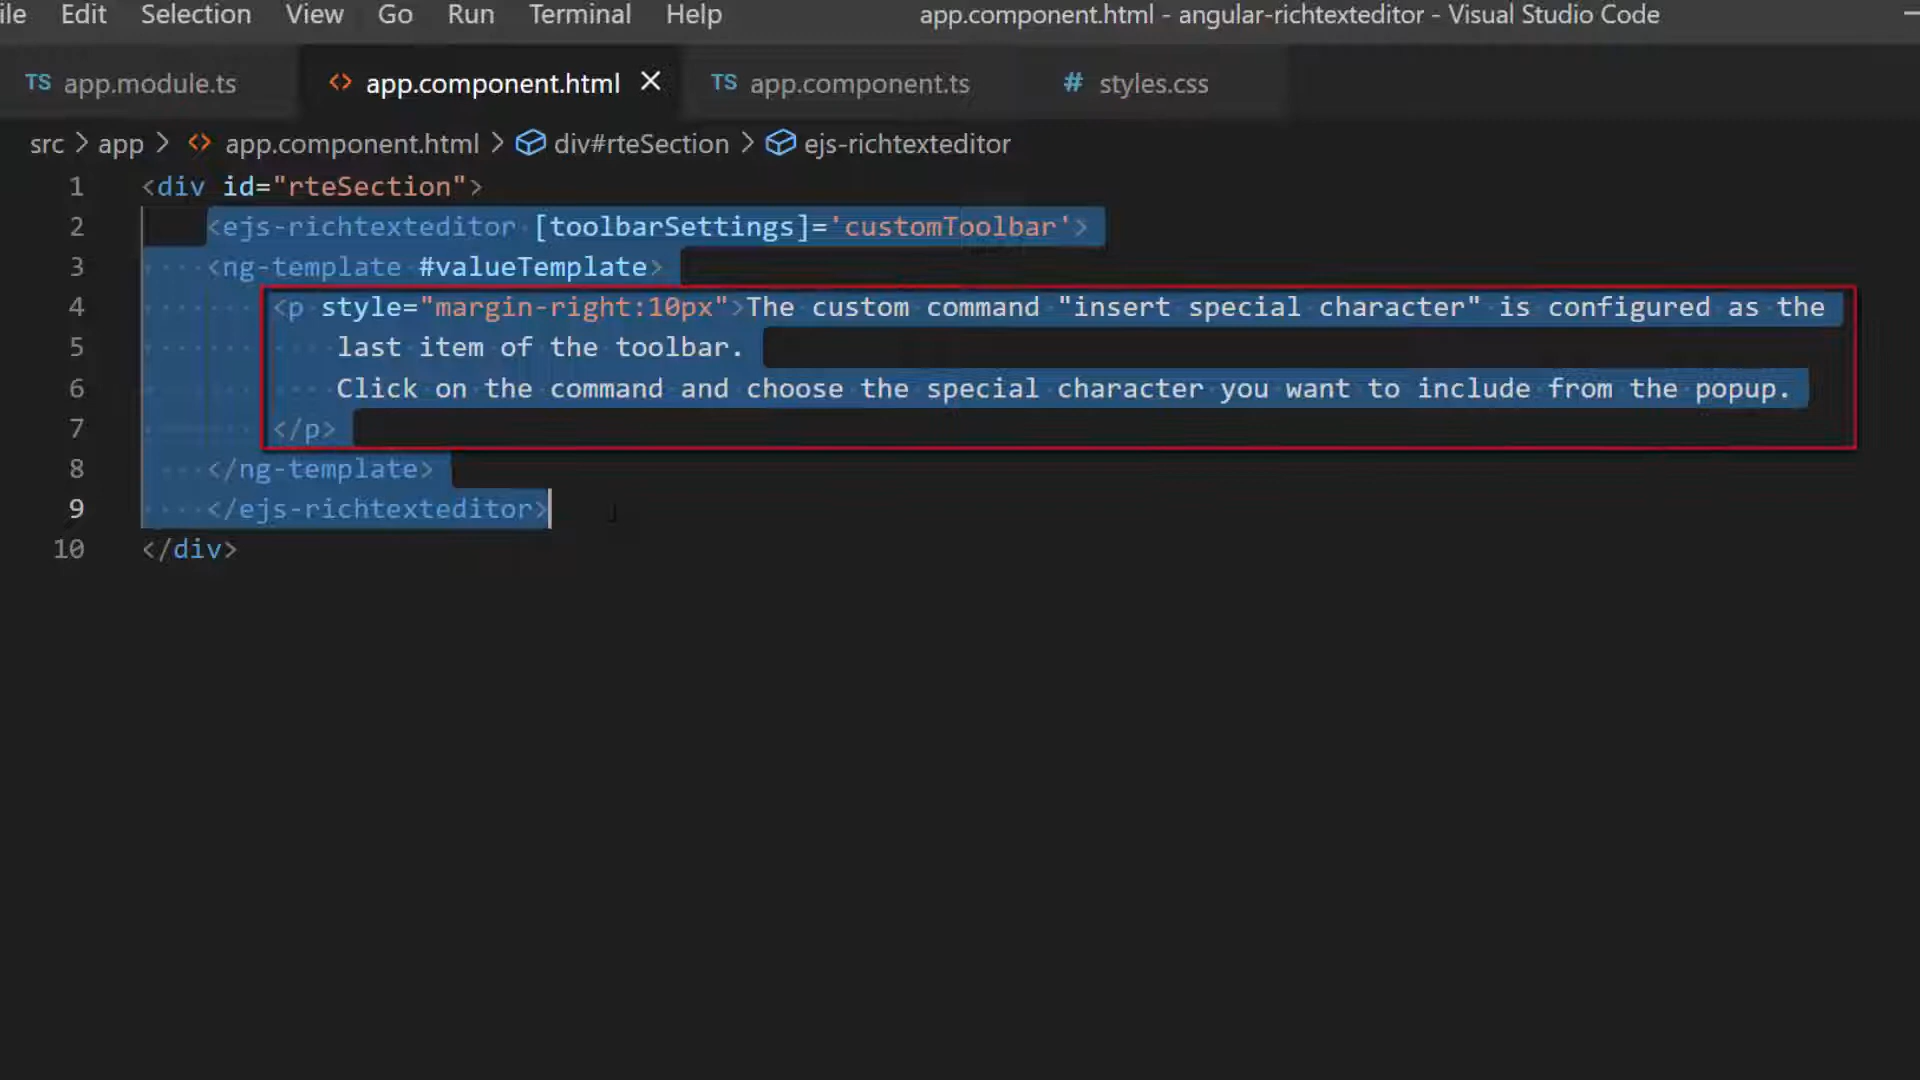 ile Edit Selection View Go Run Terminal Help app.component.html - angular-richtexteditor - Visual Studio Code
TS app.module.ts <> app.component.html TS app.component.ts # styles.css
src > app > <> app.component.html > div#rteSection > ejs-richtexteditor
1 <div id="rteSection">
2 <ejs-richtexteditor [toolbarSettings]='customToolbar'>
3 <ng-template #valueTemplate>
4 <p style="margin-right:10px">The custom command "insert special character" is configured as the
5 last item of the toolbar.
6 Click on the command and choose the special character you want to include from the popup.
7 </p>
8 </ng-template>
9 </ejs-richtexteditor>
10 </div>